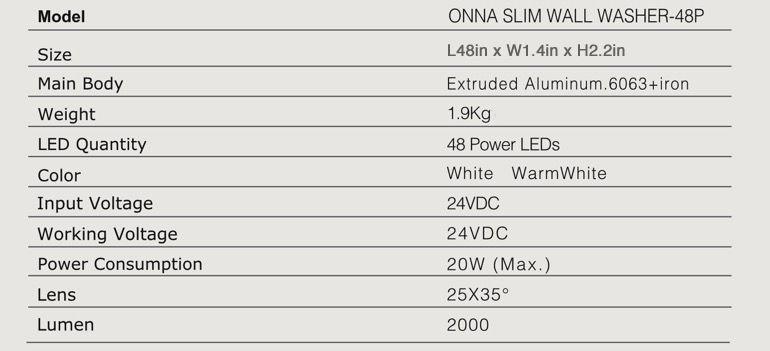 Model ONNA SLIM WALL WASHER-48P
Size L48in x W1.4in x H2.2in
Main Body Extruded Aluminum.6063+iron
Weight 1.9Kg
LED Quantity 48 Power LEDs
Color White WarmWhite
Input Voltage 24VDC
Working Voltage 24VDC
Power Consumption 20W (Max.)
Lens 25X35°
Lumen 2000